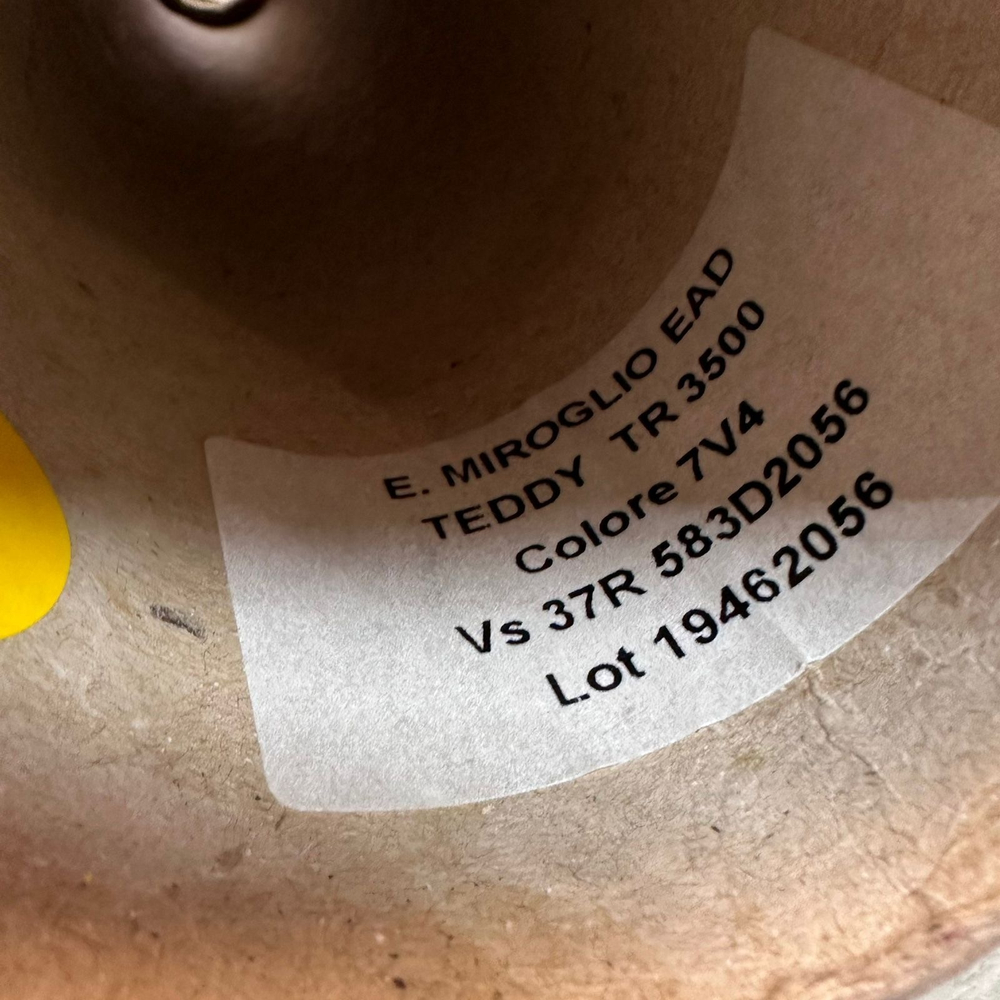 E. MIROGLIO EAD
TEDDY TR 3500
Colore 7V4
Vs 37R 583D2056
Lot 19462056